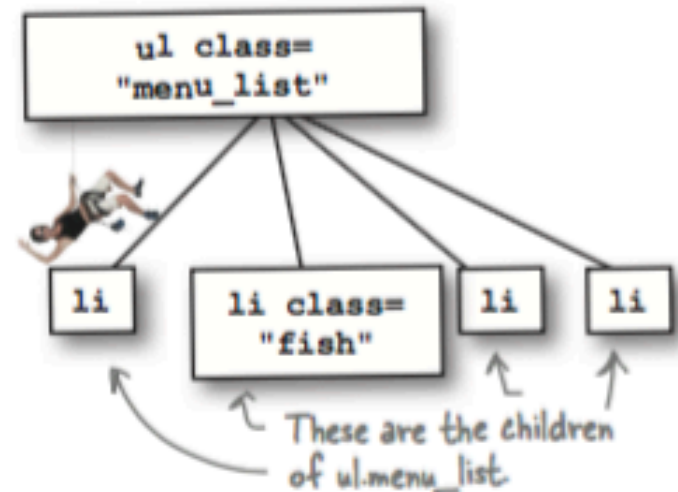 ul class=
"menu_list"
li
li class=
"fish"
li
li
These are the children
of ul.menu_list.